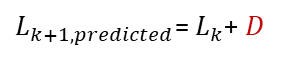 L_{k+1,predicted} = L_k + D